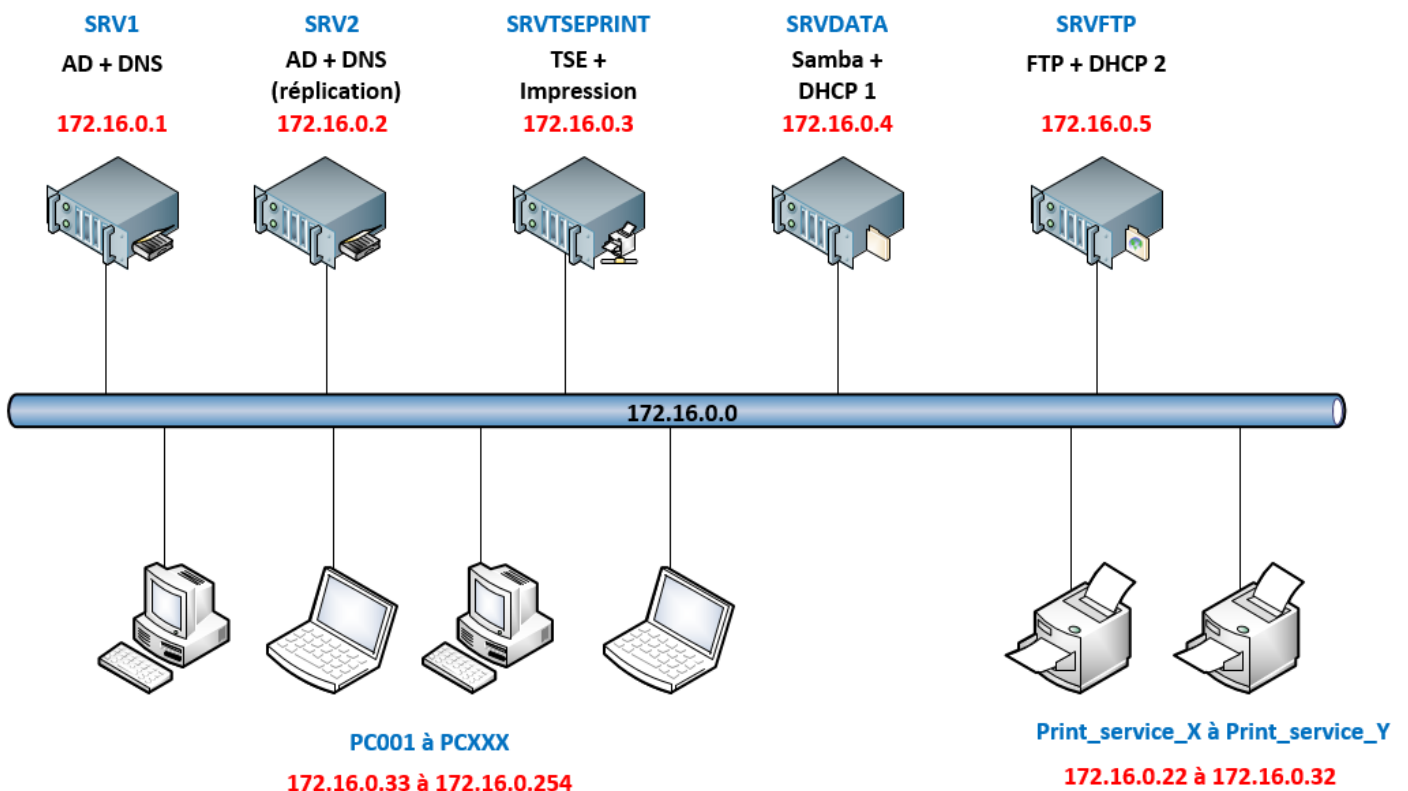 SRV1
AD + DNS
172.16.0.1
SRV2
AD + DNS
(réplication)
172.16.0.2
SRVTSEPRINT
TSE +
Impression
172.16.0.3
SRVDATA
Samba +
DHCP 1
172.16.0.4
SRVFTP
FTP + DHCP 2
172.16.0.5
172.16.0.0
PC001 à PCXXX
172.16.0.33 à 172.16.0.254
Print_service_X à Print_service_Y
172.16.0.22 à 172.16.0.32